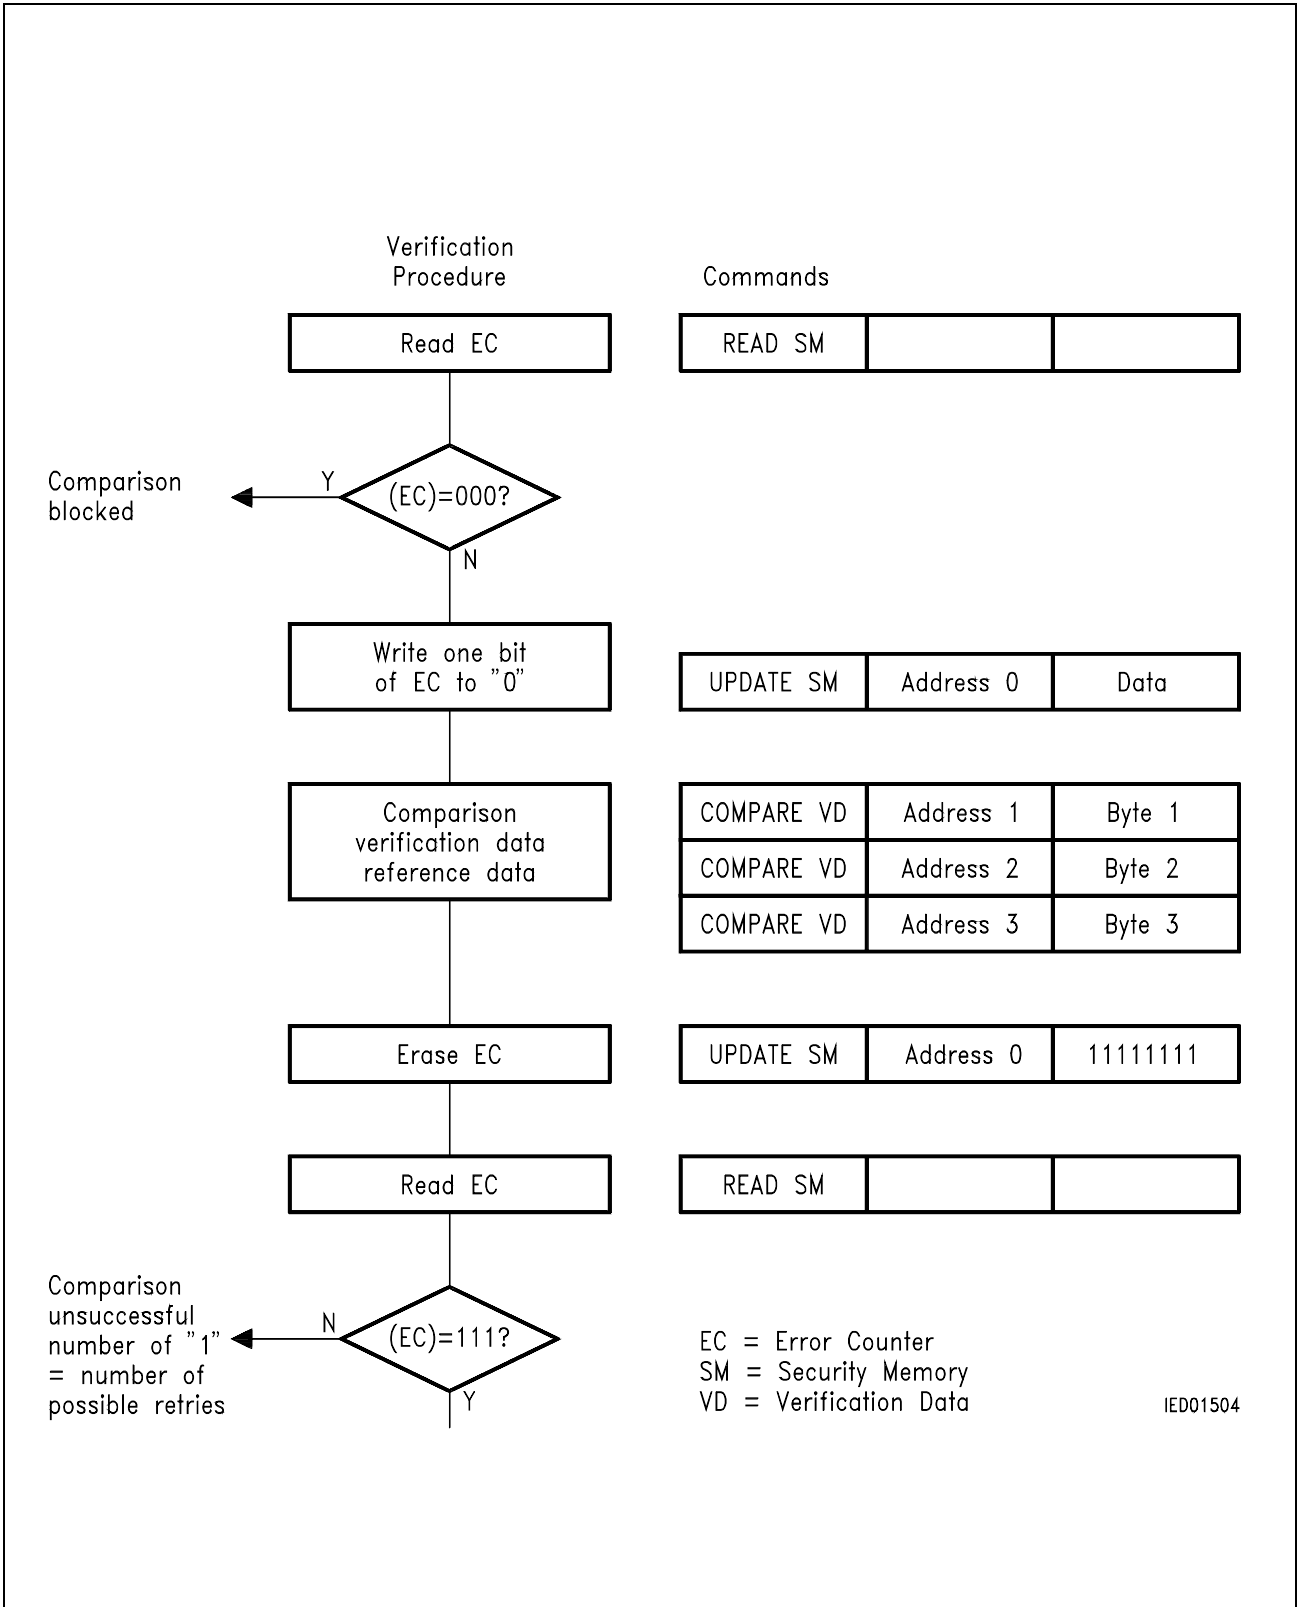 Verification
Procedure
Commands
Read EC
READ SM
Comparison
blocked
Y
(EC)=000?
N
Write one bit
of EC to "0"
UPDATE SM Address 0 Data
Comparison
verification data
reference data
COMPARE VD Address 1 Byte 1
COMPARE VD Address 2 Byte 2
COMPARE VD Address 3 Byte 3
Erase EC
UPDATE SM Address 0 11111111
Read EC
READ SM
Comparison
unsuccessful
number of "1"
= number of
possible retries
N
(EC)=111?
Y
EC = Error Counter
SM = Security Memory
VD = Verification Data
IED01504